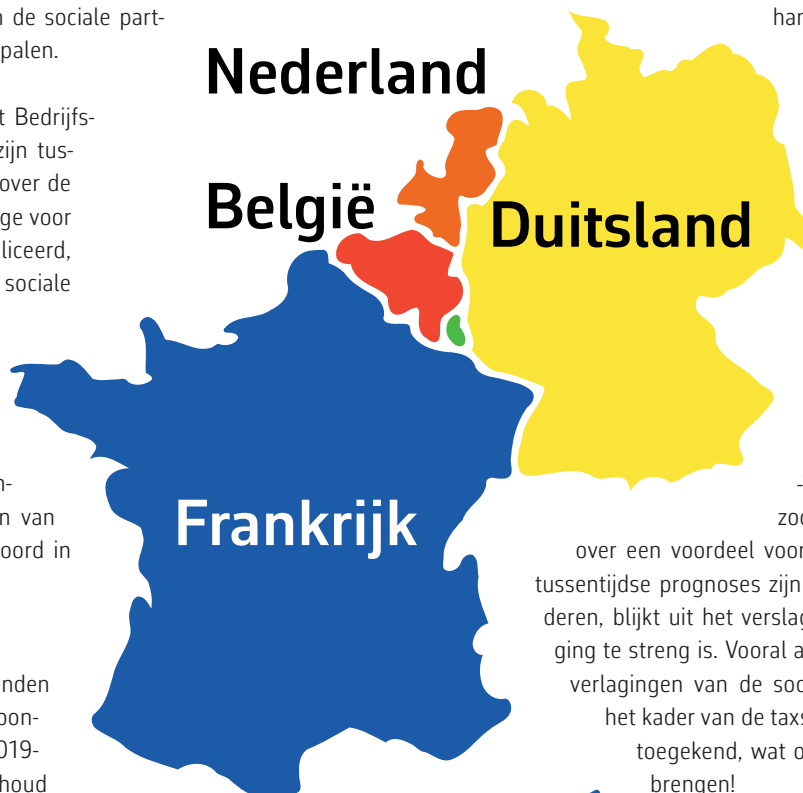 n de sociale part-
palen.
t Bedrijfs-
zijn tus-
over de
ge voor
liceerd,
sociale
n-
n van
oord in
nden
oon-
019-
houd
Nederland
België
Duitsland
Frankrijk
har
-
zoo
over een voordeel voor
tussentijdse prognoses zijn
deren, blijkt uit het verslag
ging te streng is. Vooral a
verlagingen van de soc
het kader van de taxs
toegekend, wat o
brengen!